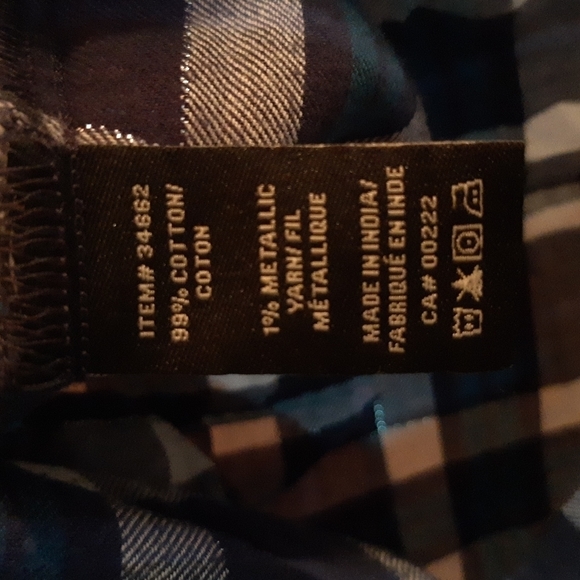 ITEM# 34662
99% COTTON/
COTON
1% METALLIC
YARN/ FIL
MÉTALLIQUE
MADE IN INDIA/
FABRIQUÉ EN INDE
CA# 00222